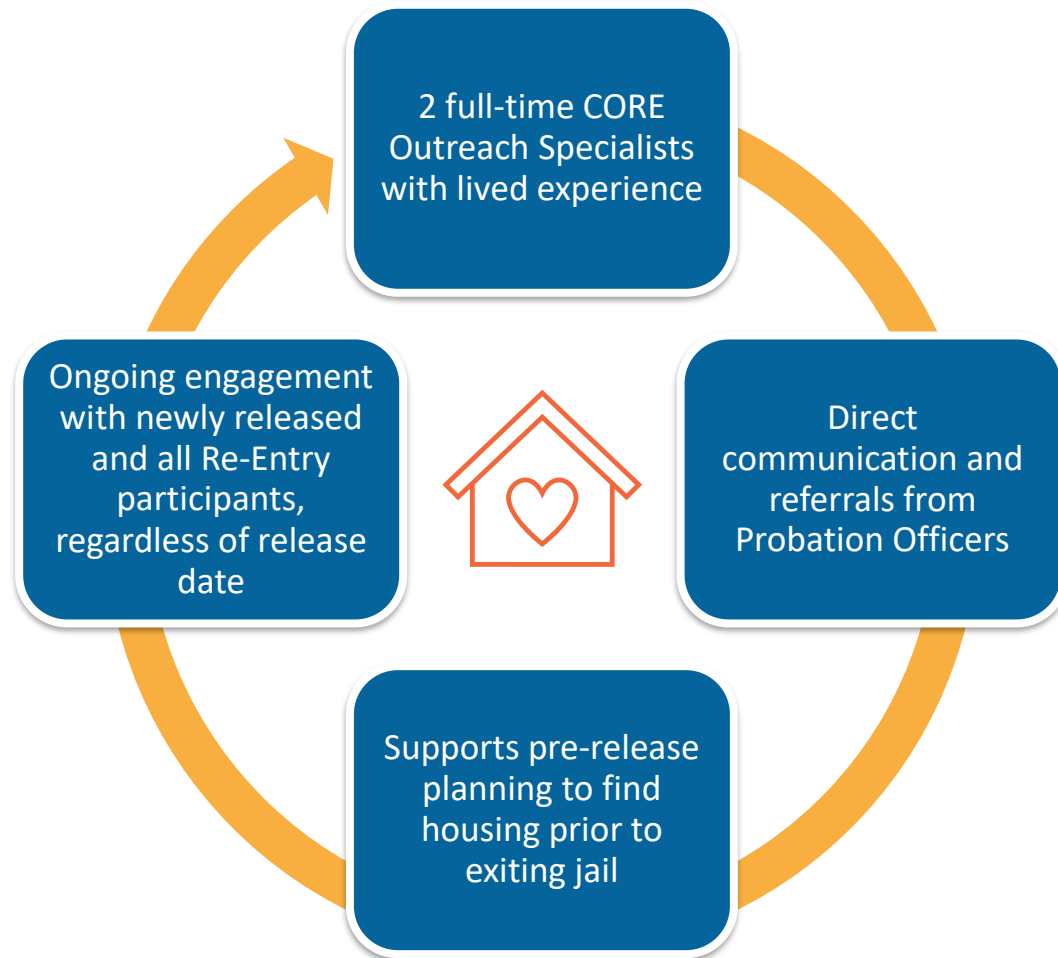 2 full-time CORE
Outreach Specialists
with lived experience
Direct
communication and
referrals from
Probation Officers
Supports pre-release
planning to find
housing prior to
exiting jail
Ongoing engagement
with newly released
and all Re-Entry
participants,
regardless of release
date